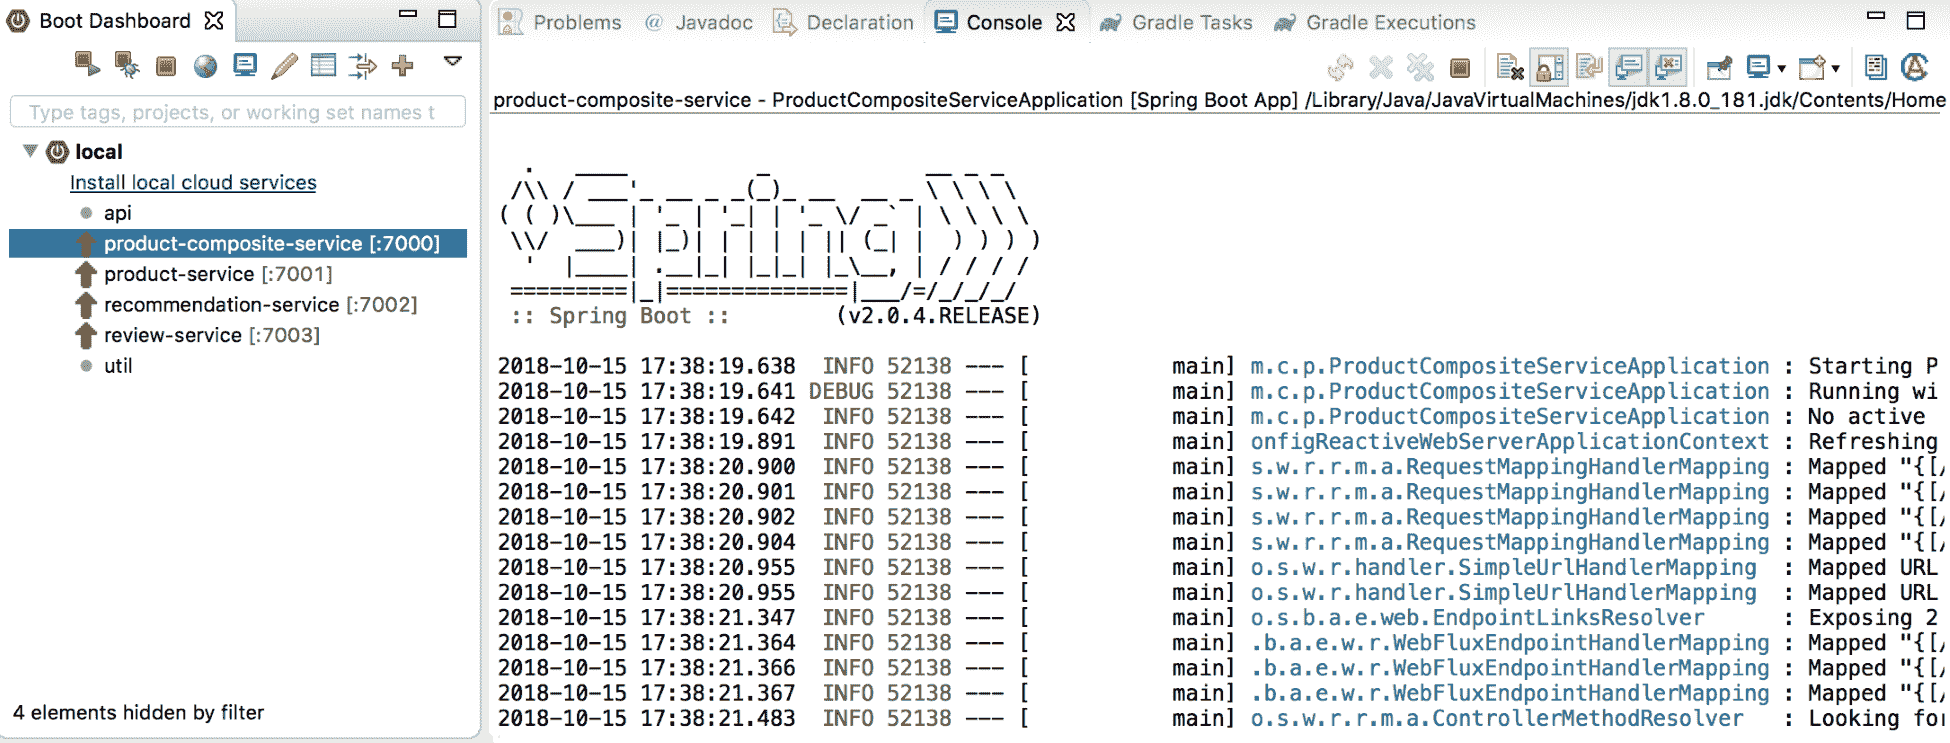 Boot Dashboard
Problems @ Javadoc Declaration Console Gradle Tasks Gradle Executions
Type tags, projects, or working set names t
local
Install local cloud services
api
product-composite-service [:7000]
product-service [:7001]
recommendation-service [:7002]
review-service [:7003]
util
4 elements hidden by filter
product-composite-service - ProductCompositeServiceApplication [Spring Boot App] /Library/Java/JavaVirtualMachines/jdk1.8.0_181.jdk/Contents/Home
Spring
:: Spring Boot :: (v2.0.4.RELEASE)
2018-10-15 17:38:19.638 INFO 52138 --- [ main] m.c.p.ProductCompositeServiceApplication : Starting P
2018-10-15 17:38:19.641 DEBUG 52138 --- [ main] m.c.p.ProductCompositeServiceApplication : Running wi
2018-10-15 17:38:19.642 INFO 52138 --- [ main] m.c.p.ProductCompositeServiceApplication : No active
2018-10-15 17:38:19.891 INFO 52138 --- [ main] onfigReactiveWebServerApplicationContext : Refreshing
2018-10-15 17:38:20.900 INFO 52138 --- [ main] s.w.r.r.m.a.RequestMappingHandlerMapping : Mapped "{[/
2018-10-15 17:38:20.901 INFO 52138 --- [ main] s.w.r.r.m.a.RequestMappingHandlerMapping : Mapped "{[/
2018-10-15 17:38:20.902 INFO 52138 --- [ main] s.w.r.r.m.a.RequestMappingHandlerMapping : Mapped "{[/
2018-10-15 17:38:20.904 INFO 52138 --- [ main] s.w.r.r.m.a.RequestMappingHandlerMapping : Mapped "{[/
2018-10-15 17:38:20.955 INFO 52138 --- [ main] o.s.w.r.handler.SimpleUrlHandlerMapping : Mapped URL
2018-10-15 17:38:20.955 INFO 52138 --- [ main] o.s.w.r.handler.SimpleUrlHandlerMapping : Mapped URL
2018-10-15 17:38:21.347 INFO 52138 --- [ main] o.s.b.a.e.web.EndpointLinksResolver : Exposing 2
2018-10-15 17:38:21.364 INFO 52138 --- [ main] .b.a.e.w.r.WebFluxEndpointHandlerMapping : Mapped "{[/
2018-10-15 17:38:21.366 INFO 52138 --- [ main] .b.a.e.w.r.WebFluxEndpointHandlerMapping : Mapped "{[/
2018-10-15 17:38:21.367 INFO 52138 --- [ main] .b.a.e.w.r.WebFluxEndpointHandlerMapping : Mapped "{[/
2018-10-15 17:38:21.483 INFO 52138 --- [ main] o.s.w.r.r.m.a.ControllerMethodResolver : Looking for